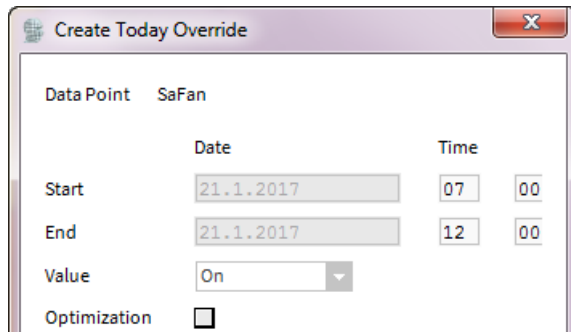 Create Today Override
Data Point SaFan
Date Time
Start 21.1.2017 07 00
End 21.1.2017 12 00
Value On
Optimization